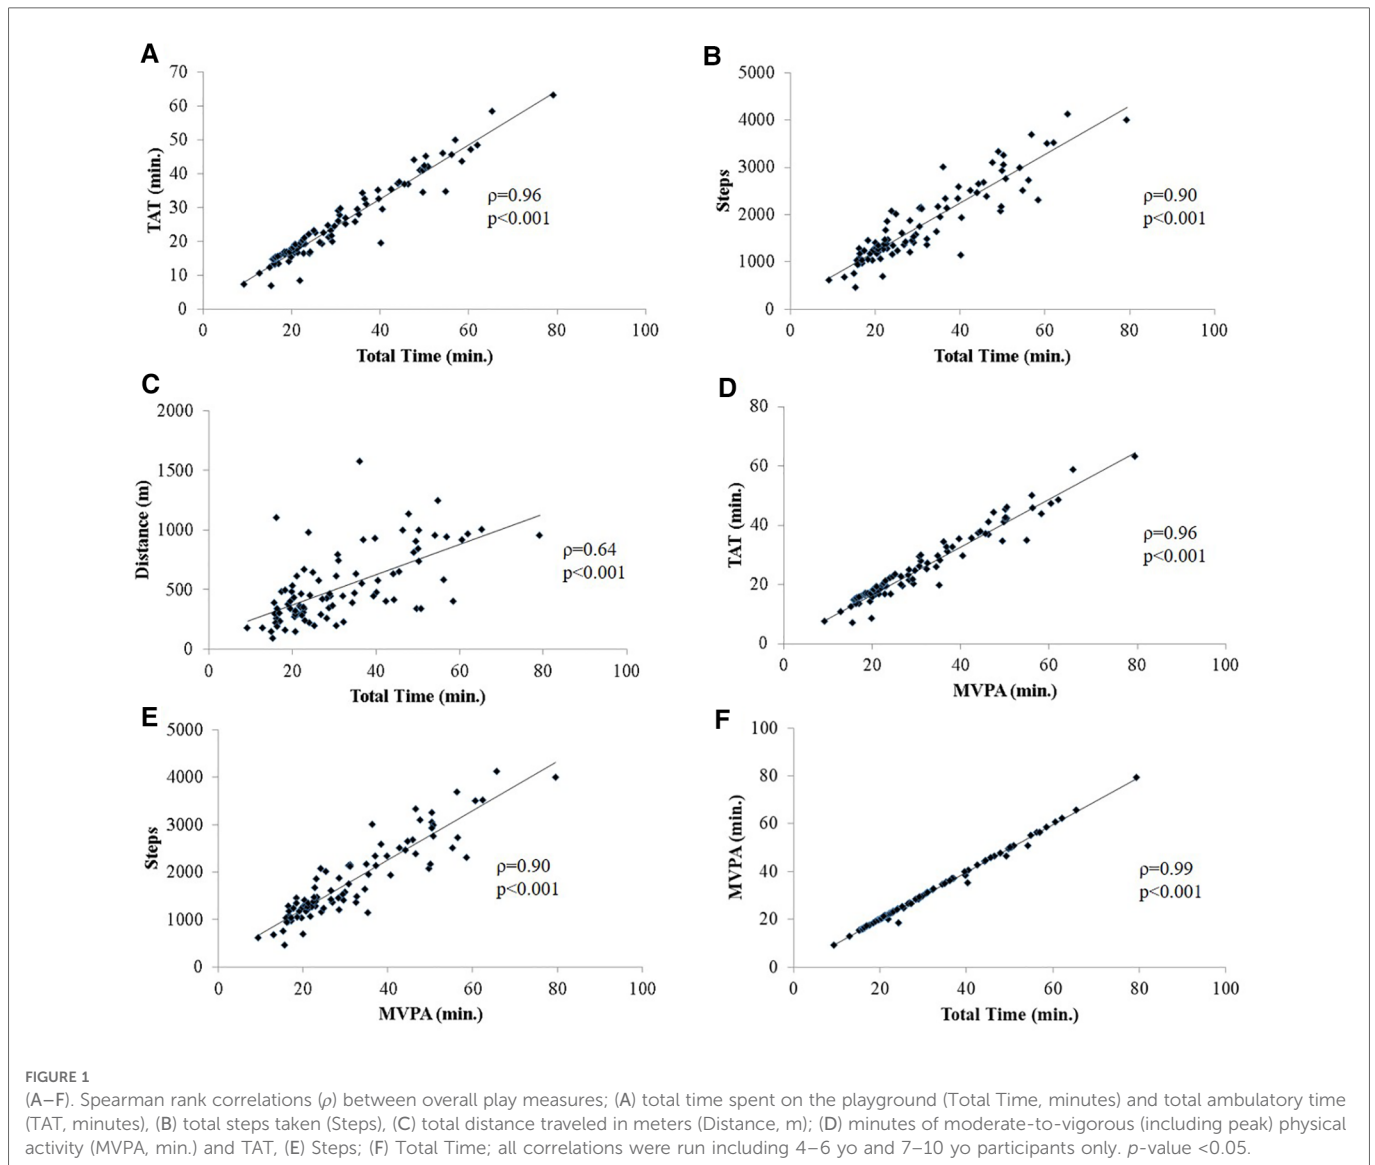 A
70
60
50
40
30
20
10
0
TAT (min.)
ρ=0.96
p<0.001
0 20 40 60 80 100
Total Time (min.)
B
5000
4000
3000
2000
1000
0
Steps
ρ=0.90
p<0.001
0 20 40 60 80 100
Total Time (min.)
C
2000
1500
1000
500
0
Distance (m)
ρ=0.64
p<0.001
0 20 40 60 80 100
Total Time (min.)
D
80
60
40
20
0
TAT (min.)
ρ=0.96
p<0.001
0 20 40 60 80 100
MVPA (min.)
E
5000
4000
3000
2000
1000
0
Steps
ρ=0.90
p<0.001
0 20 40 60 80 100
MVPA (min.)
F
100
80
60
40
20
0
MVPA (min.)
ρ=0.99
p<0.001
0 20 40 60 80 100
Total Time (min.)
FIGURE 1
(A–F). Spearman rank correlations (ρ) between overall play measures; (A) total time spent on the playground (Total Time, minutes) and total ambulatory time
(TAT, minutes), (B) total steps taken (Steps), (C) total distance traveled in meters (Distance, m); (D) minutes of moderate-to-vigorous (including peak) physical
activity (MVPA, min.) and TAT, (E) Steps; (F) Total Time; all correlations were run including 4–6 yo and 7–10 yo participants only. p-value <0.05.